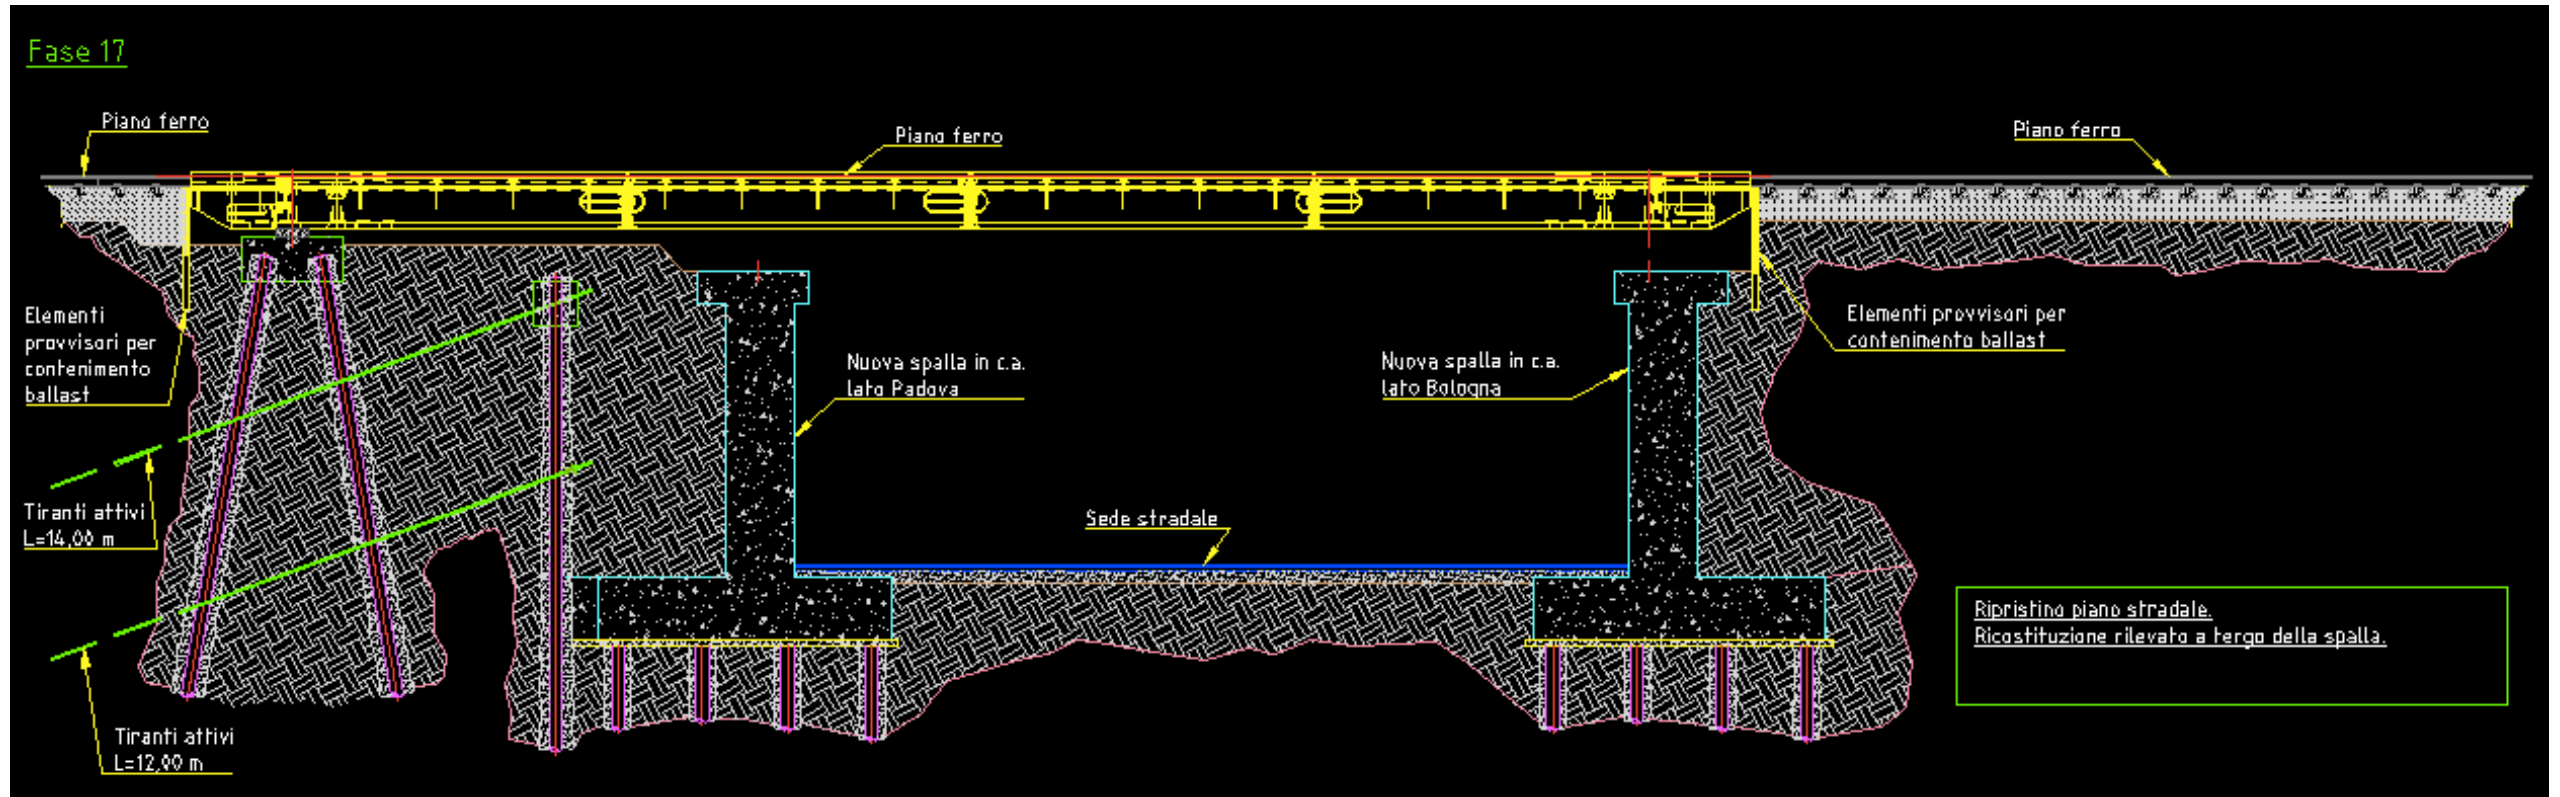 Fase 17
Piano ferro
Piano ferro
Piano ferro
Elementi
provvisori per
contenimento
ballast
Elementi provvisori per
contenimento ballast
Nuova spalla in c.a.
lato Padova
Nuova spalla in c.a.
lato Bologna
Tiranti attivi
L=14,00 m
Sede stradale
Ripristino piano stradale.
Ricostituzione rilevato a tergo della spalla.
Tiranti attivi
L=12,00 m